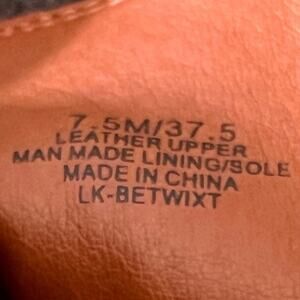 7.5M/37.5
LEATHER UPPER
MAN MADE LINING/SOLE
MADE IN CHINA
LK-BETWIXT